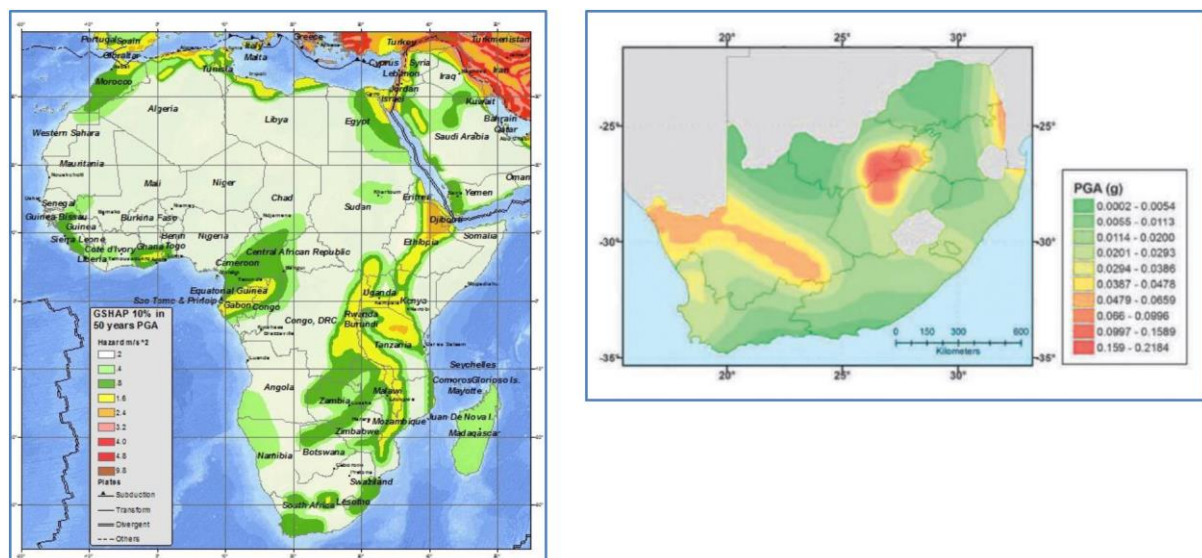 Portugal
Spain
Gibraltar
Italy
Malta
Greece
Turkey
Turkmenistan
Cyprus
Syria
Lebanon
Iraq
Iran
Israel
Jordan
Tunisia
Morocco
Algeria
Libya
Egypt
Kuwait
Bahrain
Qatar
Saudi Arabia
Western Sahara
Mauritania
Mali
Niger
Chad
Sudan
Eritrea
Yemen
Oman
Senegal
Guinea Bissau
Guinea
Burkina Faso
Sierra Leone
Liberia
Côte d'Ivory
Ghana
Togo
Benin
Nigeria
Djibouti
Ethiopia
Somalia
Central African Republic
Cameroon
Equatorial Guinea
Sao Tome & Principe
Gabon
Congo
Congo, DRC
Uganda
Kenya
Rwanda
Burundi
Tanzania
Seychelles
Comoros
Glorioso Is.
Mayotte
Angola
Zambia
Malawi
Mozambique
Juan De Nova I.
Madagascar
Zimbabwe
Namibia
Botswana
Swaziland
South Africa
Lesotho
GSHAP 10% in
50 years PGA
Hazard m/s^2
.2
.4
.8
1.6
2.4
3.2
4.0
4.8
9.8
Plates
Subduction
Transform
Divergent
Others
20°
25°
30°
-25°
-30°
-35°
20°
25°
30°
-25°
-30°
-35°
0 150 300 600
Kilometers
PGA (g)
0.0002 - 0.0054
0.0055 - 0.0113
0.0114 - 0.0200
0.0201 - 0.0293
0.0294 - 0.0386
0.0387 - 0.0478
0.0479 - 0.0659
0.066 - 0.0996
0.0997 - 0.1589
0.159 - 0.2184